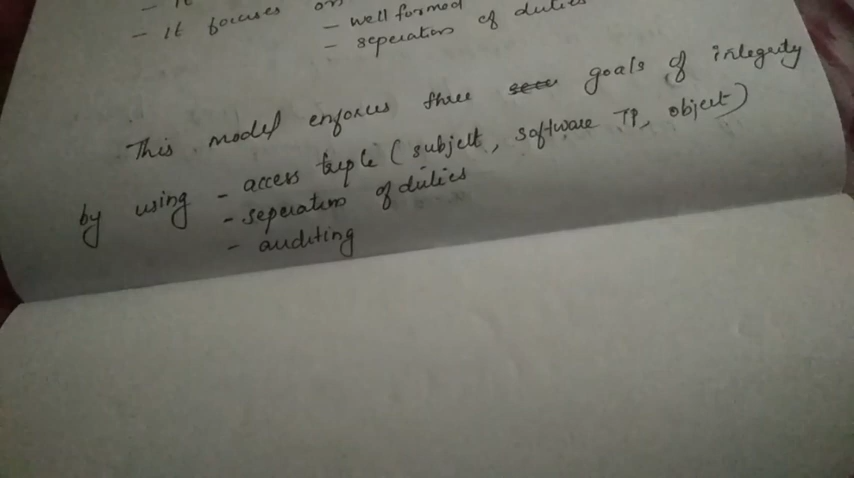 - It focuses on
- well formed
- seperation of duties
This model enforces three goals of integrity
by using - access triple (subject, software TP, object)
- seperation of duties
- auditing